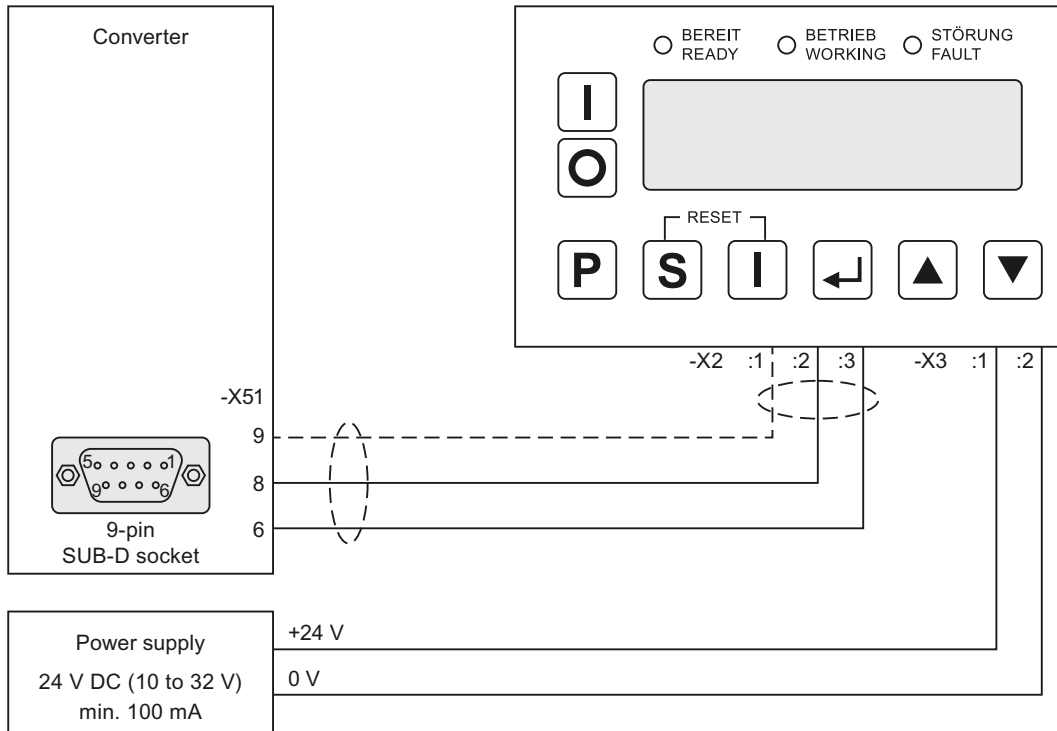 Converter
BEREIT
READY
BETRIEB
WORKING
STÖRUNG
FAULT
I
O
RESET
P
S
I
-X2 :1 :2 :3 -X3 :1 :2
-X51
9
8
6
5 1
9 6
9-pin
SUB-D socket
Power supply
24 V DC (10 to 32 V)
min. 100 mA
+24 V
0 V